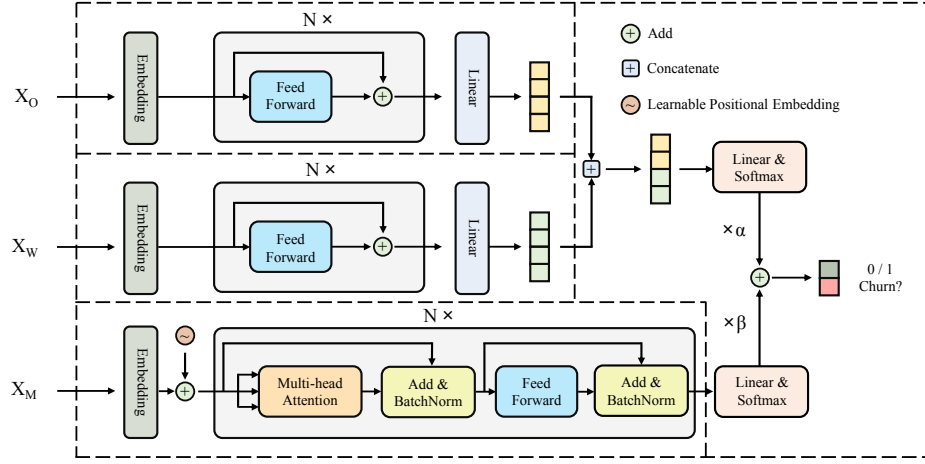 N ×
X_O
Embedding
Feed
Forward
+
Linear
N ×
X_W
Embedding
Feed
Forward
+
Linear
N ×
X_M
Embedding
~
+
Multi-head
Attention
Add &
BatchNorm
Feed
Forward
Add &
BatchNorm
+ Add
+ Concatenate
~ Learnable Positional Embedding
+
Linear &
Softmax
×α
+
0 / 1
Churn?
×β
Linear &
Softmax